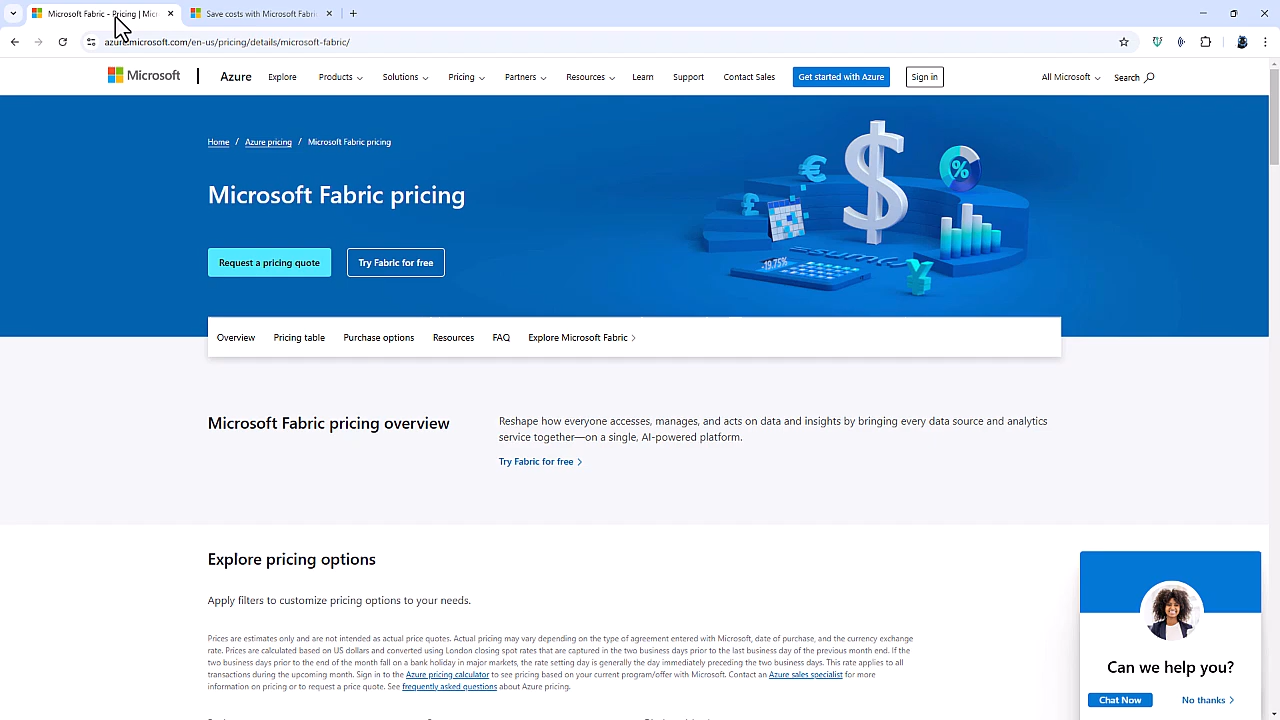 Microsoft Fabric - Pricing | Mic
Save costs with Microsoft Fabric
azure.microsoft.com/en-us/pricing/details/microsoft-fabric/
Microsoft
Azure
Explore
Products
Solutions
Pricing
Partners
Resources
Learn
Support
Contact Sales
Get started with Azure
Sign in
All Microsoft
Search
Home / Azure pricing / Microsoft Fabric pricing
Microsoft Fabric pricing
Request a pricing quote
Try Fabric for free
€
$
%
£
-19.75%
¥
Overview
Pricing table
Purchase options
Resources
FAQ
Explore Microsoft Fabric
Microsoft Fabric pricing overview
Reshape how everyone accesses, manages, and acts on data and insights by bringing every data source and analytics
service together—on a single, AI-powered platform.
Try Fabric for free
Explore pricing options
Apply filters to customize pricing options to your needs.
Prices are estimates only and are not intended as actual price quotes. Actual pricing may vary depending on the type of agreement entered with Microsoft, date of purchase, and the currency exchange
rate. Prices are calculated based on US dollars and converted using London closing spot rates that are captured in the two business days prior to the last business day of the previous month end. If the
two business days prior to the end of the month fall on a bank holiday in major markets, the rate setting day is generally the day immediately preceding the two business days. This rate applies to all
transactions during the upcoming month. Sign in to the Azure pricing calculator to see pricing based on your current program/offer with Microsoft. Contact an Azure sales specialist for more
information on pricing or to request a price quote. See frequently asked questions about Azure pricing.
Can we help you?
Chat Now
No thanks